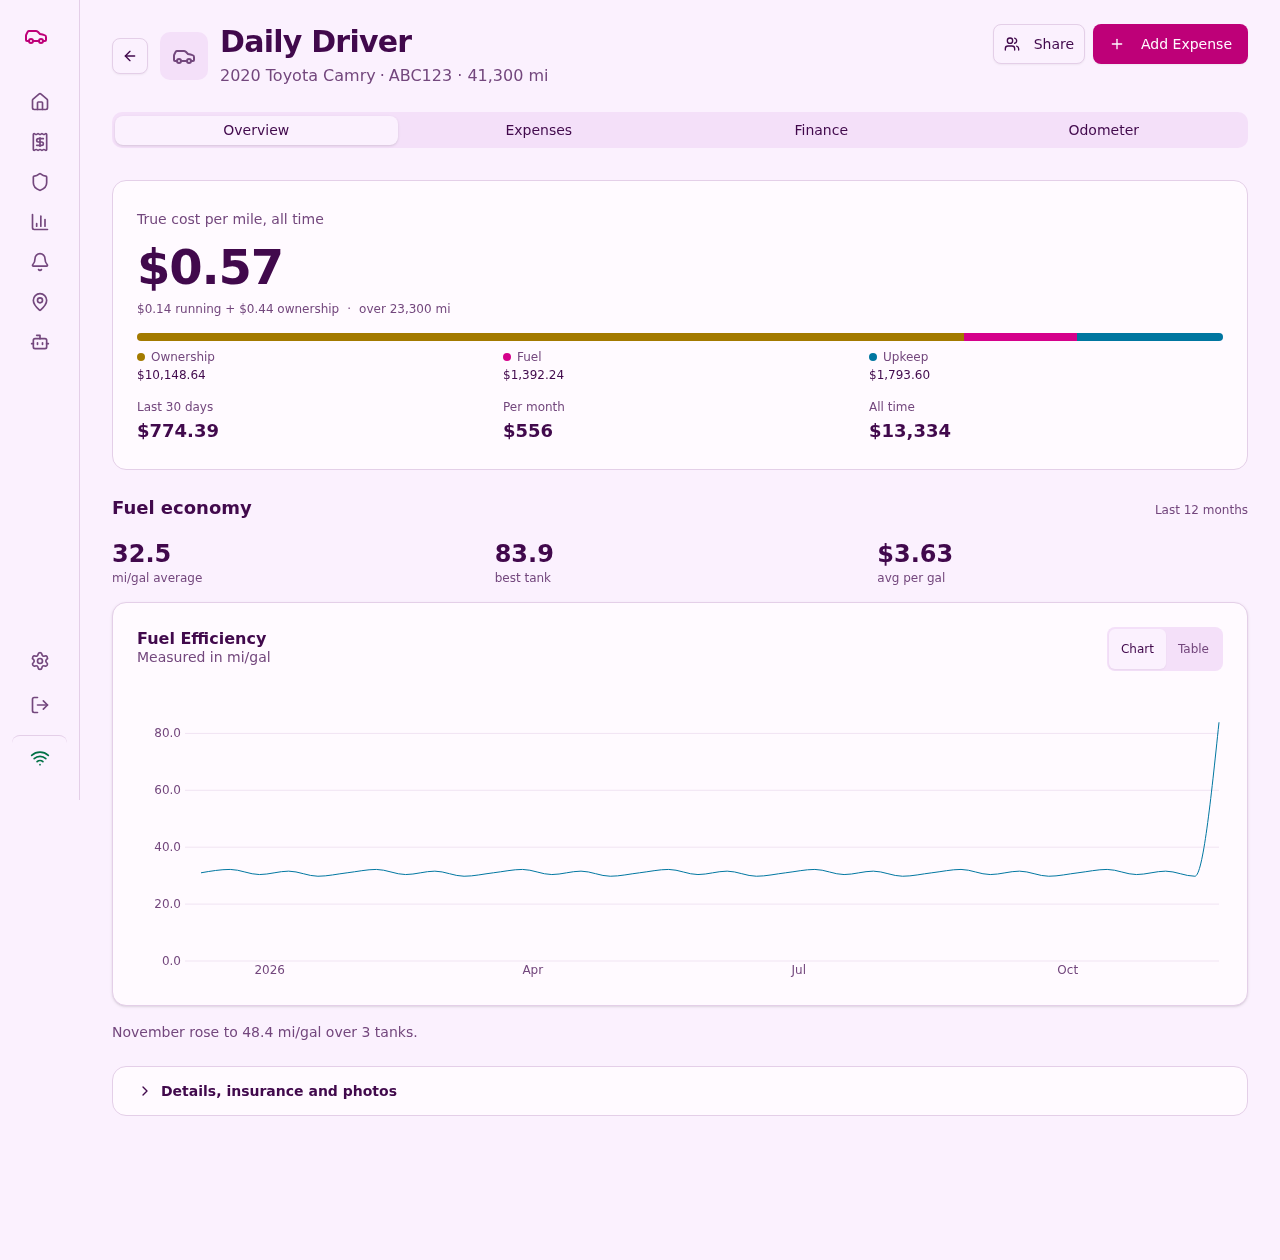 Daily Driver
2020 Toyota Camry · ABC123 · 41,300 mi
Share
Add Expense
Overview
Expenses
Finance
Odometer
True cost per mile, all time
$0.57
$0.14 running + $0.44 ownership · over 23,300 mi
Ownership
$10,148.64
Fuel
$1,392.24
Upkeep
$1,793.60
Last 30 days
$774.39
Per month
$556
All time
$13,334
Fuel economy
Last 12 months
32.5
mi/gal average
83.9
best tank
$3.63
avg per gal
Fuel Efficiency
Measured in mi/gal
Chart
Table
80.0
60.0
40.0
20.0
0.0
2026
Apr
Jul
Oct
November rose to 48.4 mi/gal over 3 tanks.
Details, insurance and photos